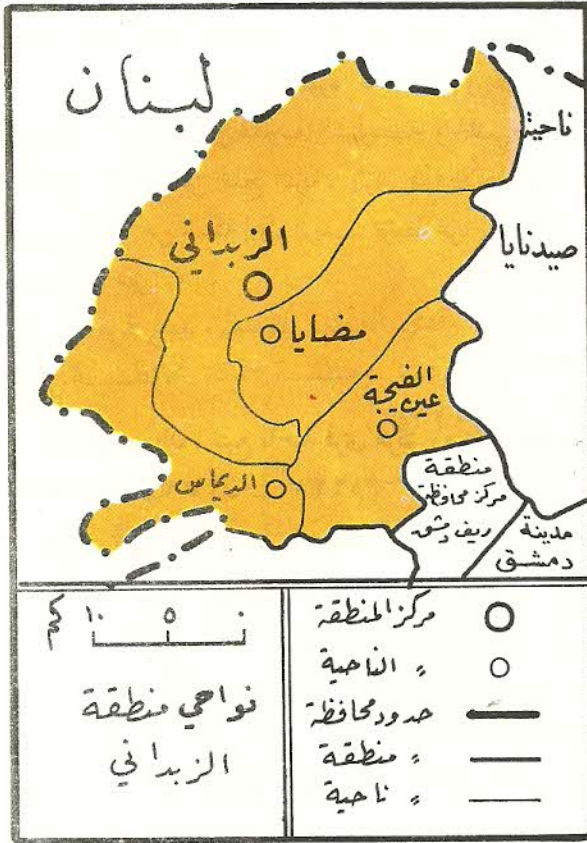 لبنان
ناحية
صيدنايا
الزبداني
مضايا
عين الفيجة
الديماس
منطقة
مركز محافظة
ريف دمشق
مدينة
دمشق
مركز المنطقة
〃 الناحية
حدود محافظة
〃 منطقة
〃 ناحية
٠ ٥ ١٠ كم
نواحي منطقة
الزبداني